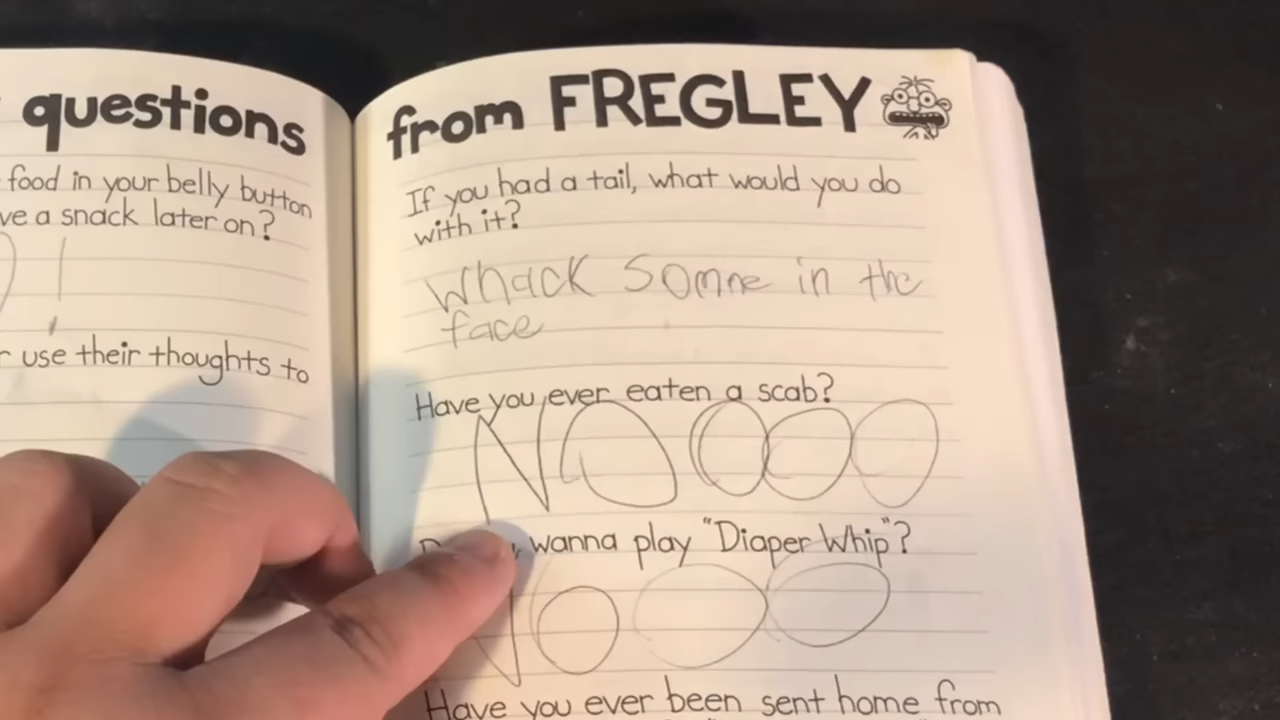 questions
food in your belly button
ve a snack later on?
r use their thoughts to
from FREGLEY
If you had a tail, what would you do
with it?
Whack Somne in the
face
Have you ever eaten a scab?
NOOOO
wanna play "Diaper Whip"?
NOOO
Have you ever been sent home from